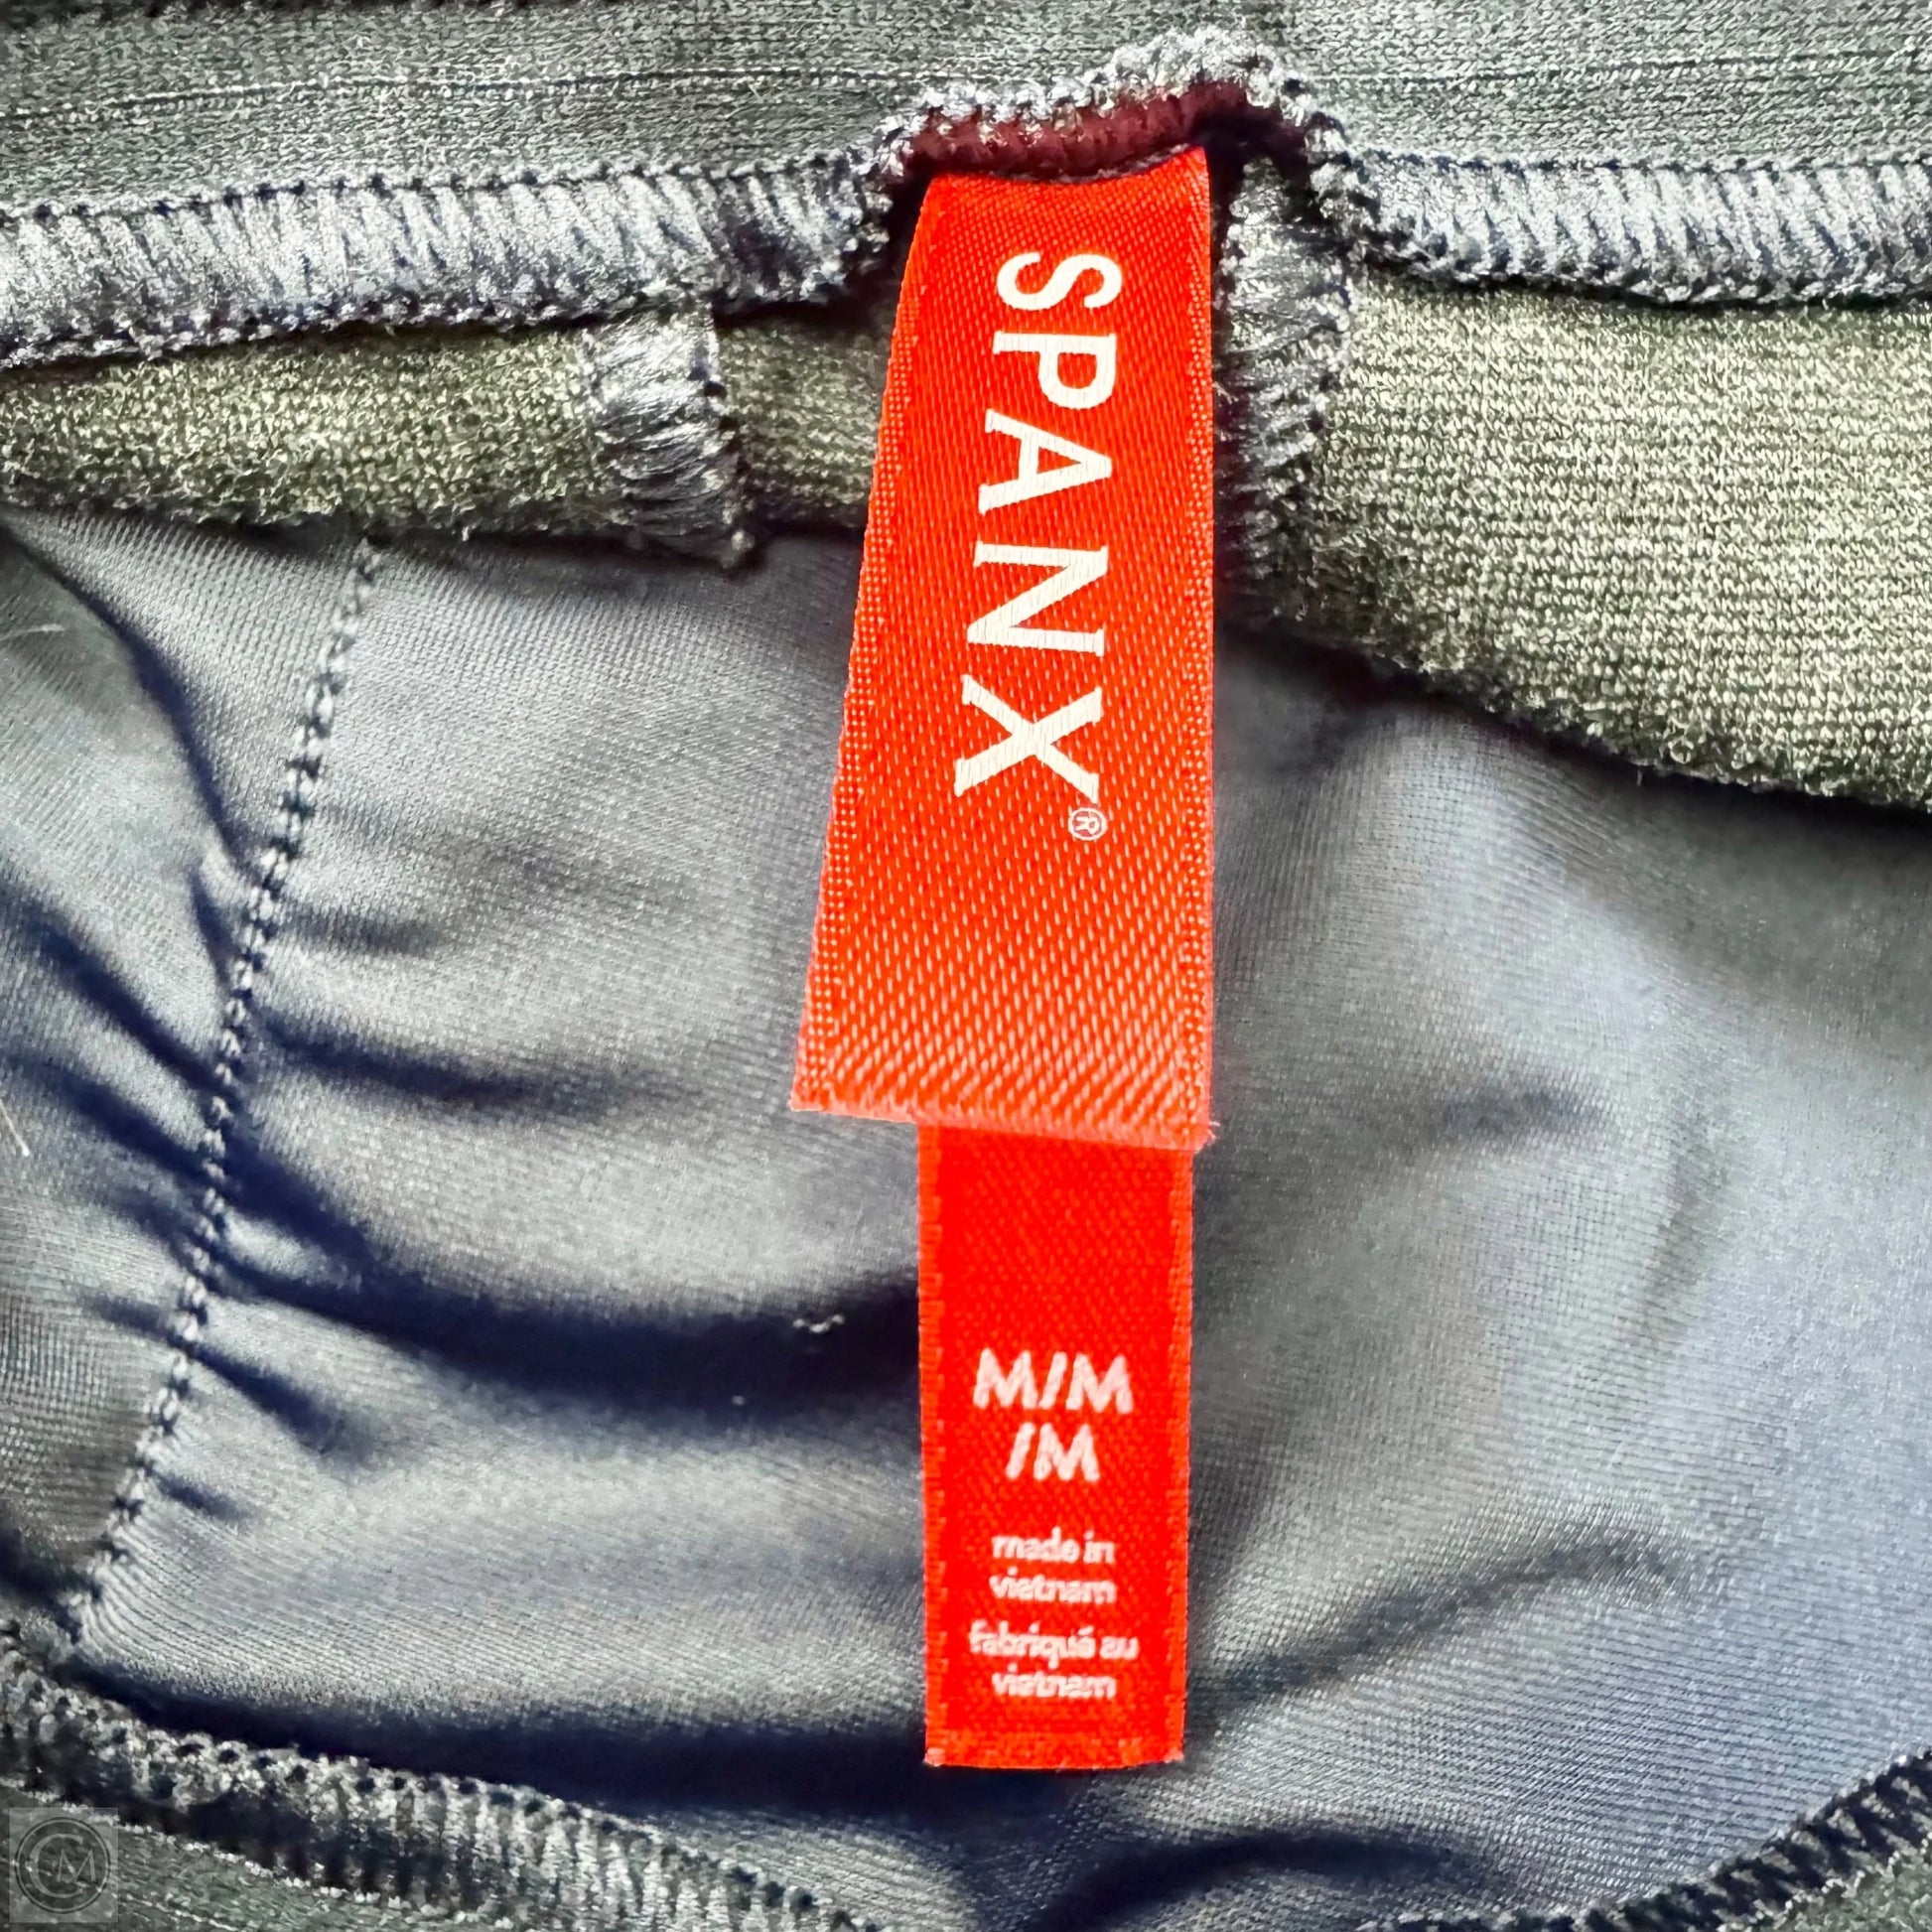 SPANX®
M/M
/M
made in
vietnam
fabriqué au
vietnam